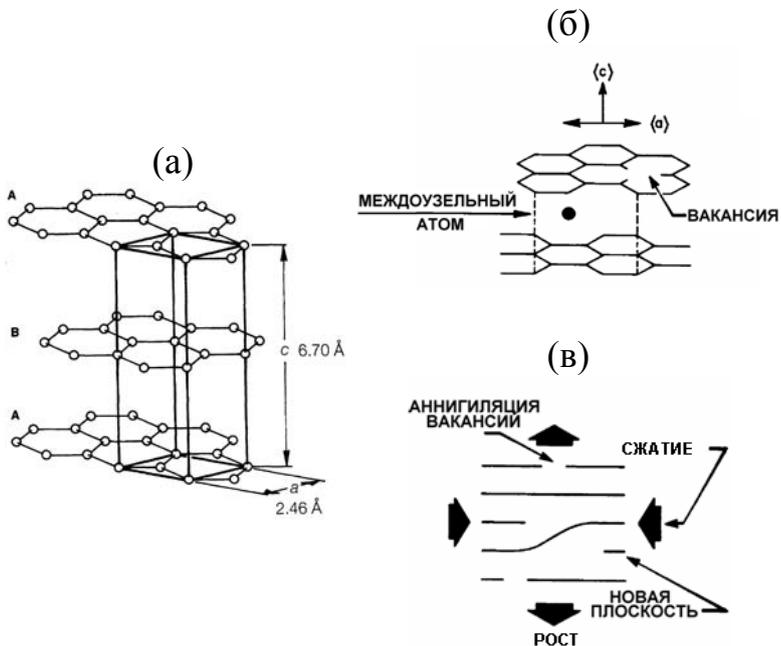 (а)
A
B
A
c 6.70 Å
a
2.46 Å
(б)
⟨c⟩
⟨a⟩
МЕЖДОУЗЕЛЬНЫЙ
АТОМ
ВАКАНСИЯ
(в)
АННИГИЛЯЦИЯ
ВАКАНСИЙ
СЖАТИЕ
НОВАЯ
ПЛОСКОСТЬ
РОСТ